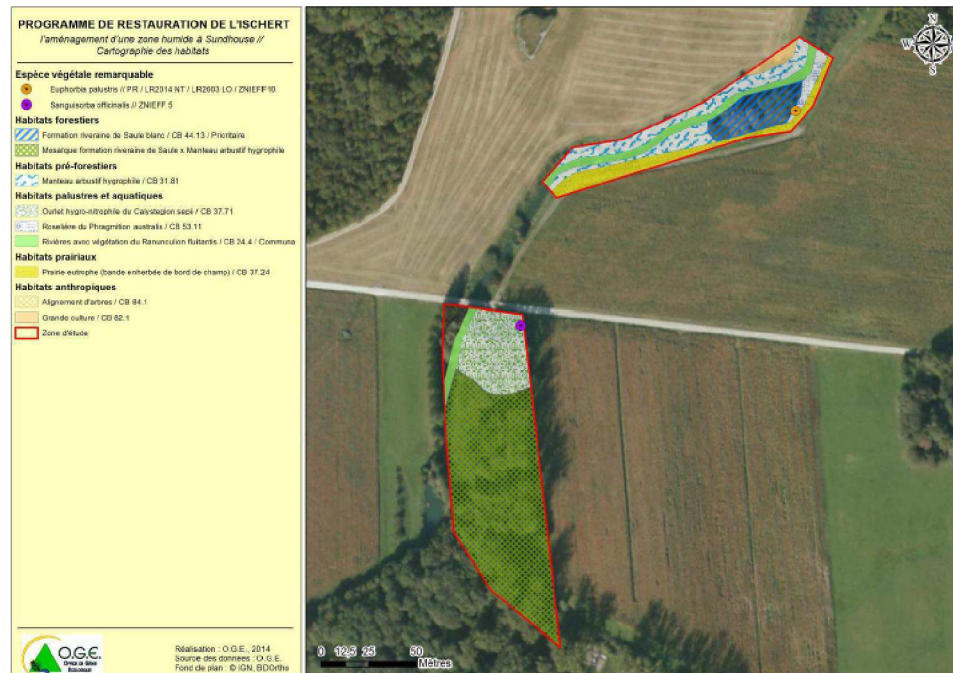 PROGRAMME DE RESTAURATION DE L'ISCHERT
l'aménagement d'une zone humide à Sundhouse //
Cartographie des habitats
Espèce végétale remarquable
Euphorbia palustris // PR / LR2014 NT / LR2003 LO / ZNIEFF 10
Sanguisorba officinalis // ZNIEFF 5
Habitats forestiers
Formation riveraine de Saule blanc / CB 44.13 / Prioritaire
Mosaïque formation riveraine de Saule x Manteau arbustif hygrophile
Habitats pré-forestiers
Manteau arbustif hygrophile / CB 31.81
Habitats palustres et aquatiques
Ourlet hygro-nitrophile du Calystegion sepii / CB 37.71
Roselière du Phragmition australis / CB 53.11
Rivières avec végétation du Ranunculion fluitantis / CB 24.4 / Communa
Habitats prairiaux
Prairie eutrophe (bande enherbée de bord de champ) / CB 37.24
Habitats anthropiques
Alignement d'arbres / CB 84.1
Grande culture / CB 82.1
Zone d'étude
O.G.E.
Office de Génie
Ecologique
Réalisation : O.G.E., 2014
Source des données : O.G.E.
Fond de plan : © IGN, BDOrtho
N
W E
S
0 12,5 25 50
Mètres